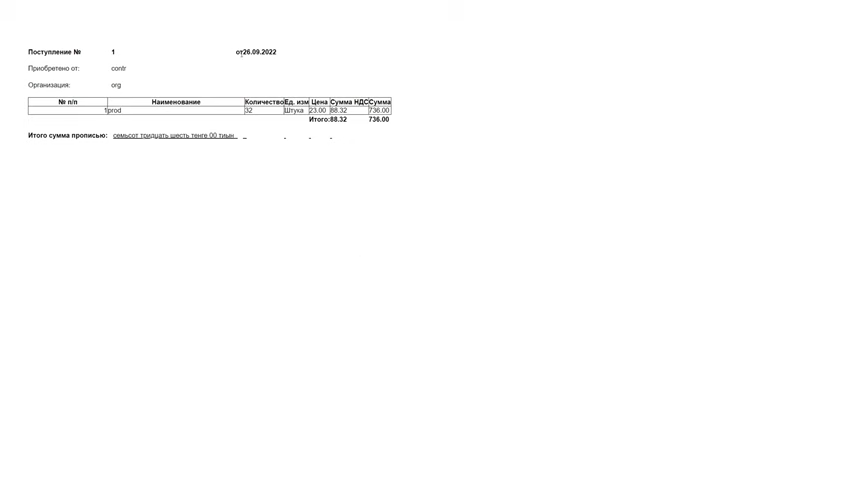 Поступление № 1 от26.09.2022
Приобретено от: contr
Организация: org
№ п/п Наименование Количество Ед. изм Цена Сумма НДС Сумма
1 prod 32 Штука 23.00 88.32 736.00
Итого: 88.32 736.00
Итого сумма прописью: семьсот тридцать шесть тенге 00 тиын